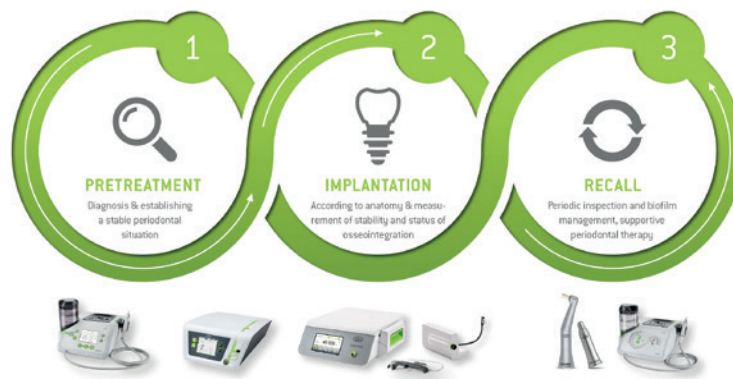 1
PRETREATMENT
Diagnosis & establishing
a stable periodontal
situation
2
IMPLANTATION
According to anatomy & measu-
rement of stability and status of
osseointegration
3
RECALL
Periodic inspection and biofilm
management, supportive
periodontal therapy